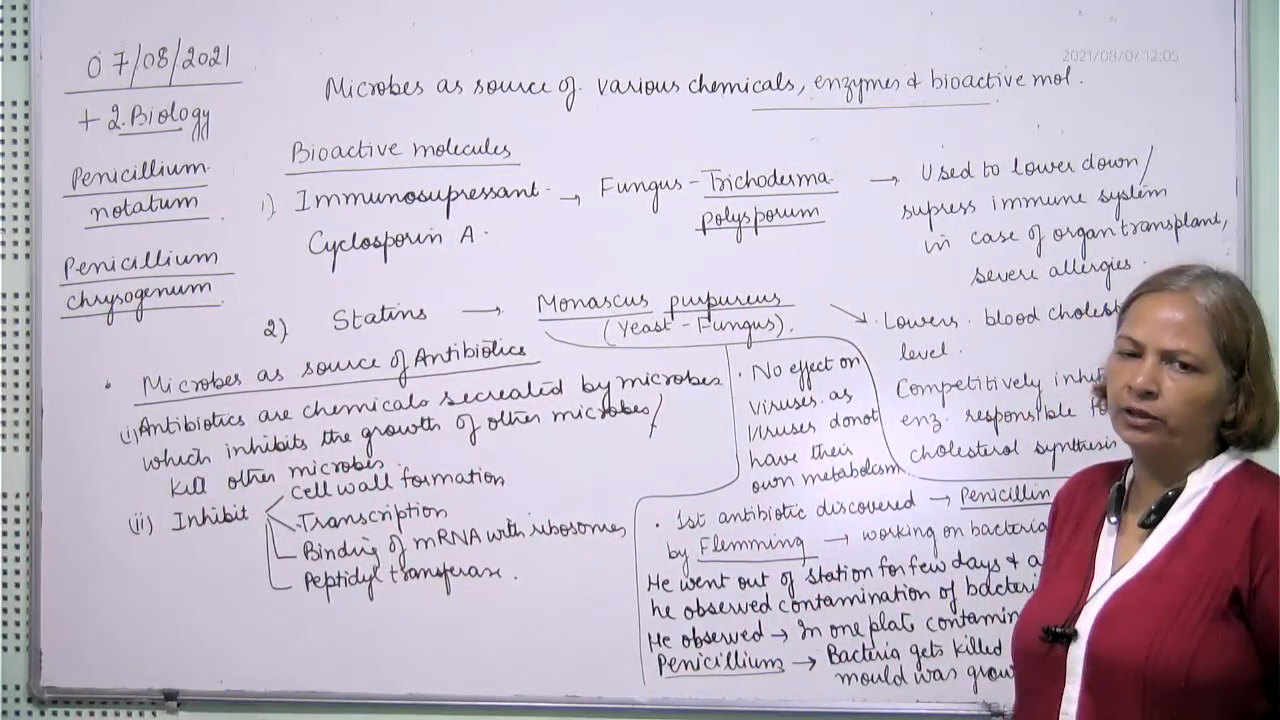 2021/08/07 12:05
07/08/2021
+2.Biology
Microbes as source of various chemicals, enzymes & bioactive mol.
Penicillium
notatum
Penicillium
chrysogenum
Bioactive molecules
1) Immunosupressant → Fungus - Trichoderma polysporum
Cyclosporin A.
→ Used to lower down/
supress immune system
in case of organ transplant,
severe allergies.
2) Statins → Monascus purpureus
(Yeast - Fungus).
Lowers blood
level.
Competitively
enz. responsible
cholesterol synthesis
• Microbes as source of Antibiotics
(i) Antibiotics are chemicals secreated by microbes
which inhibits the growth of other microbes/
kill other microbes
(ii) Inhibit
Cell wall formation
Transcription
Binding of mRNA with ribosomes,
Peptidyl transferase.
• No effect on
viruses as
viruses donot
have their
own metabolism
• 1st antibiotic discovered → Penicillin
by Flemming → working on bacteria
He went out of station for few days &
he observed contamination of
He observed → In one plate
Penicillium → Bacteria gets killed
mould was